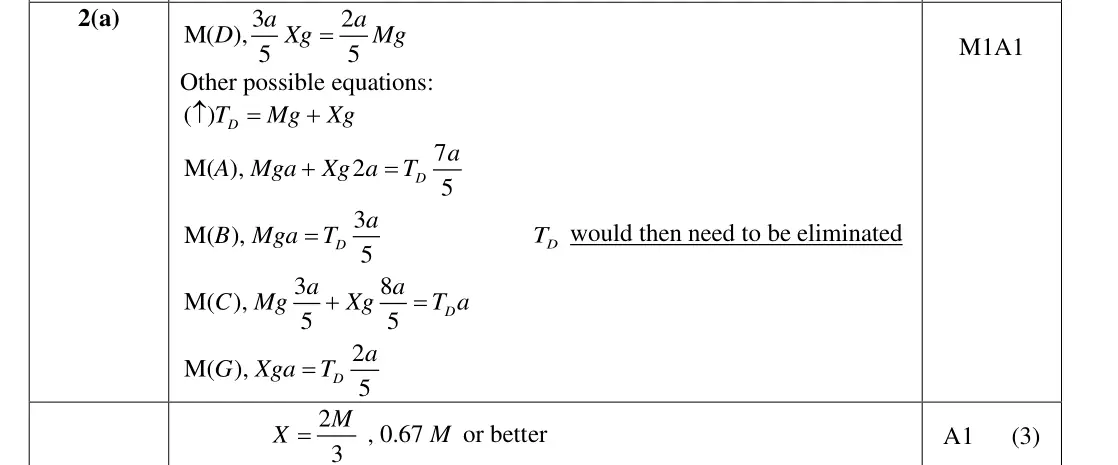 2(a)
M(D), 3a/5 Xg = 2a/5 Mg
M1A1
Other possible equations:
(↑)T_D = Mg + Xg
M(A), Mga + Xg2a = T_D 7a/5
M(B), Mga = T_D 3a/5 T_D would then need to be eliminated
M(C), Mg 3a/5 + Xg 8a/5 = T_D a
M(G), Xga = T_D 2a/5
X = 2M/3 , 0.67 M or better
A1 (3)